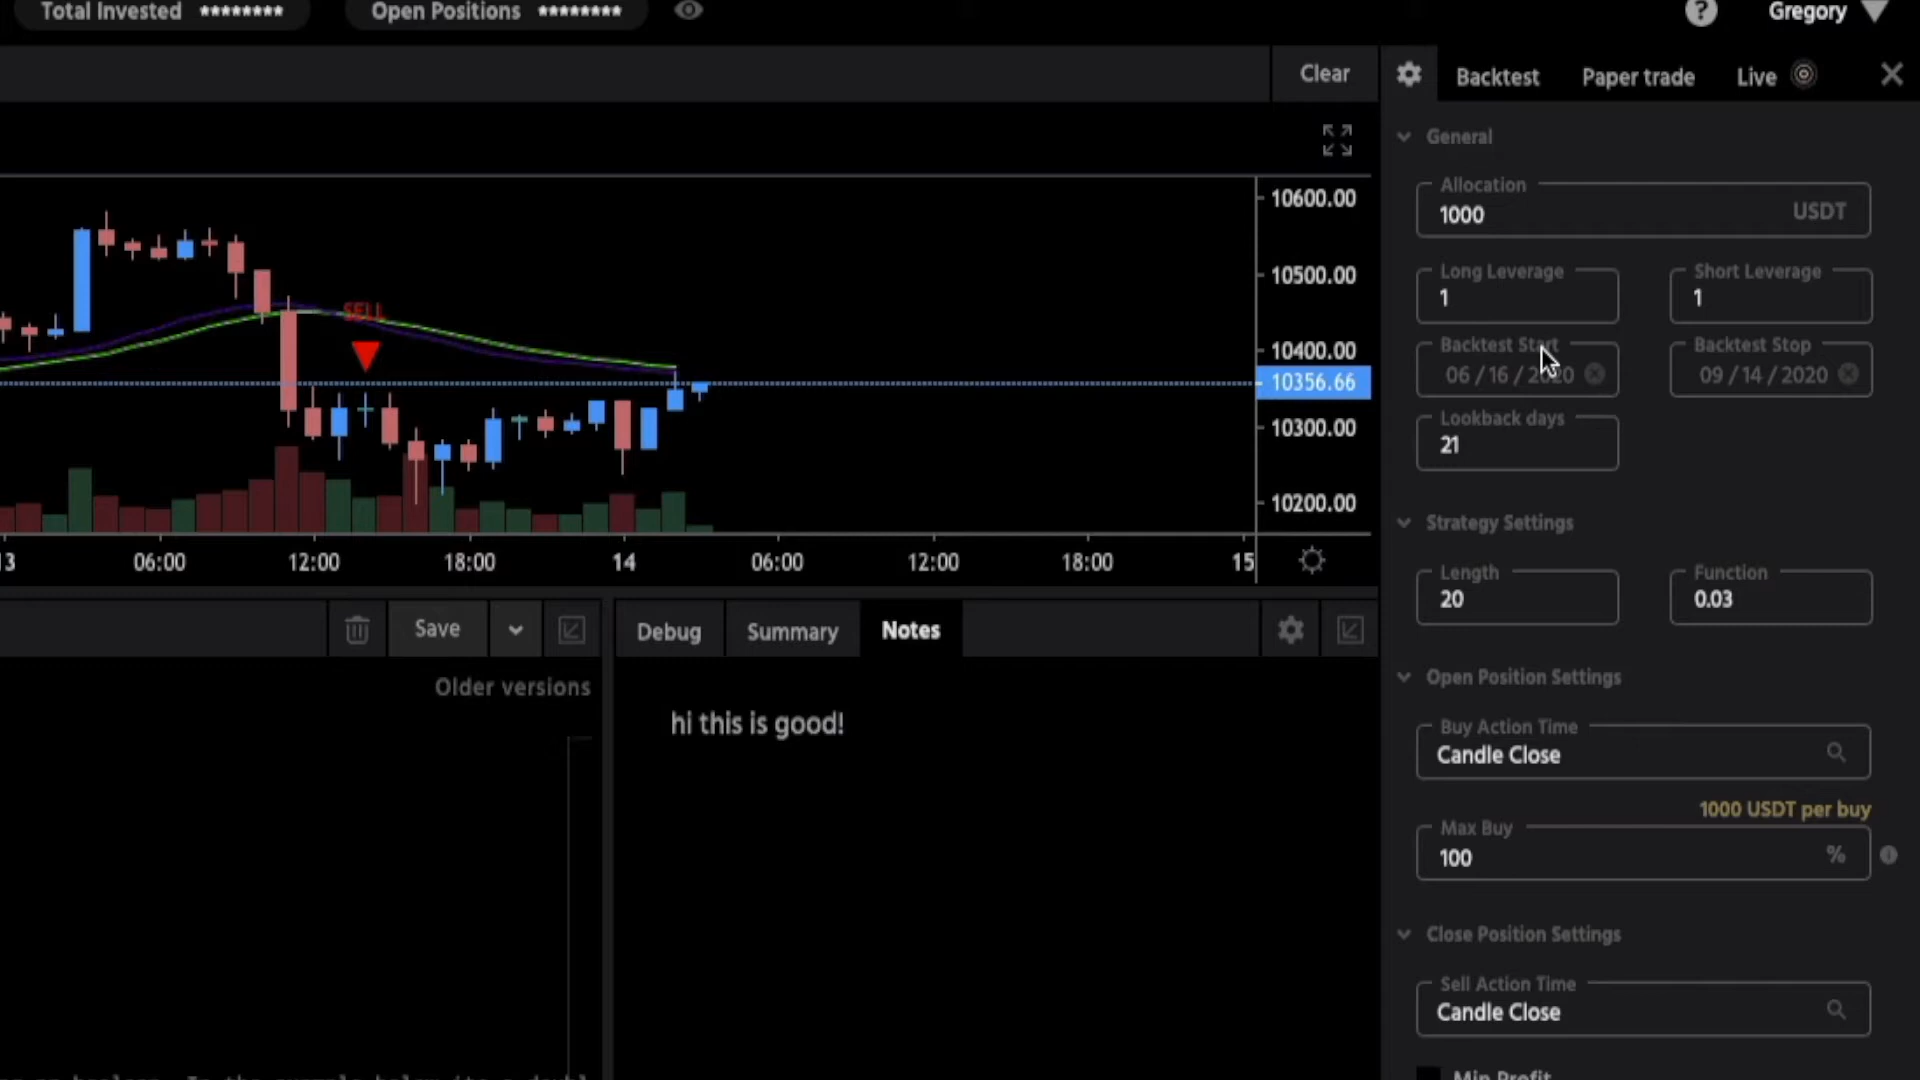 Total Invested ********
Open Positions ********
Gregory
Clear
Backtest
Paper trade
Live
General
Allocation
1000
USDT
Long Leverage
1
Short Leverage
1
Backtest Start
06 / 16 / 2020
Backtest Stop
09 / 14 / 2020
Lookback days
21
Strategy Settings
Length
20
Function
0.03
Open Position Settings
Buy Action Time
Candle Close
1000 USDT per buy
Max Buy
100
%
Close Position Settings
Sell Action Time
Candle Close
Min Profit
SELL
10600.00
10500.00
10400.00
10356.66
10300.00
10200.00
13
06:00
12:00
18:00
14
06:00
12:00
18:00
15
Save
Older versions
Debug
Summary
Notes
hi this is good!